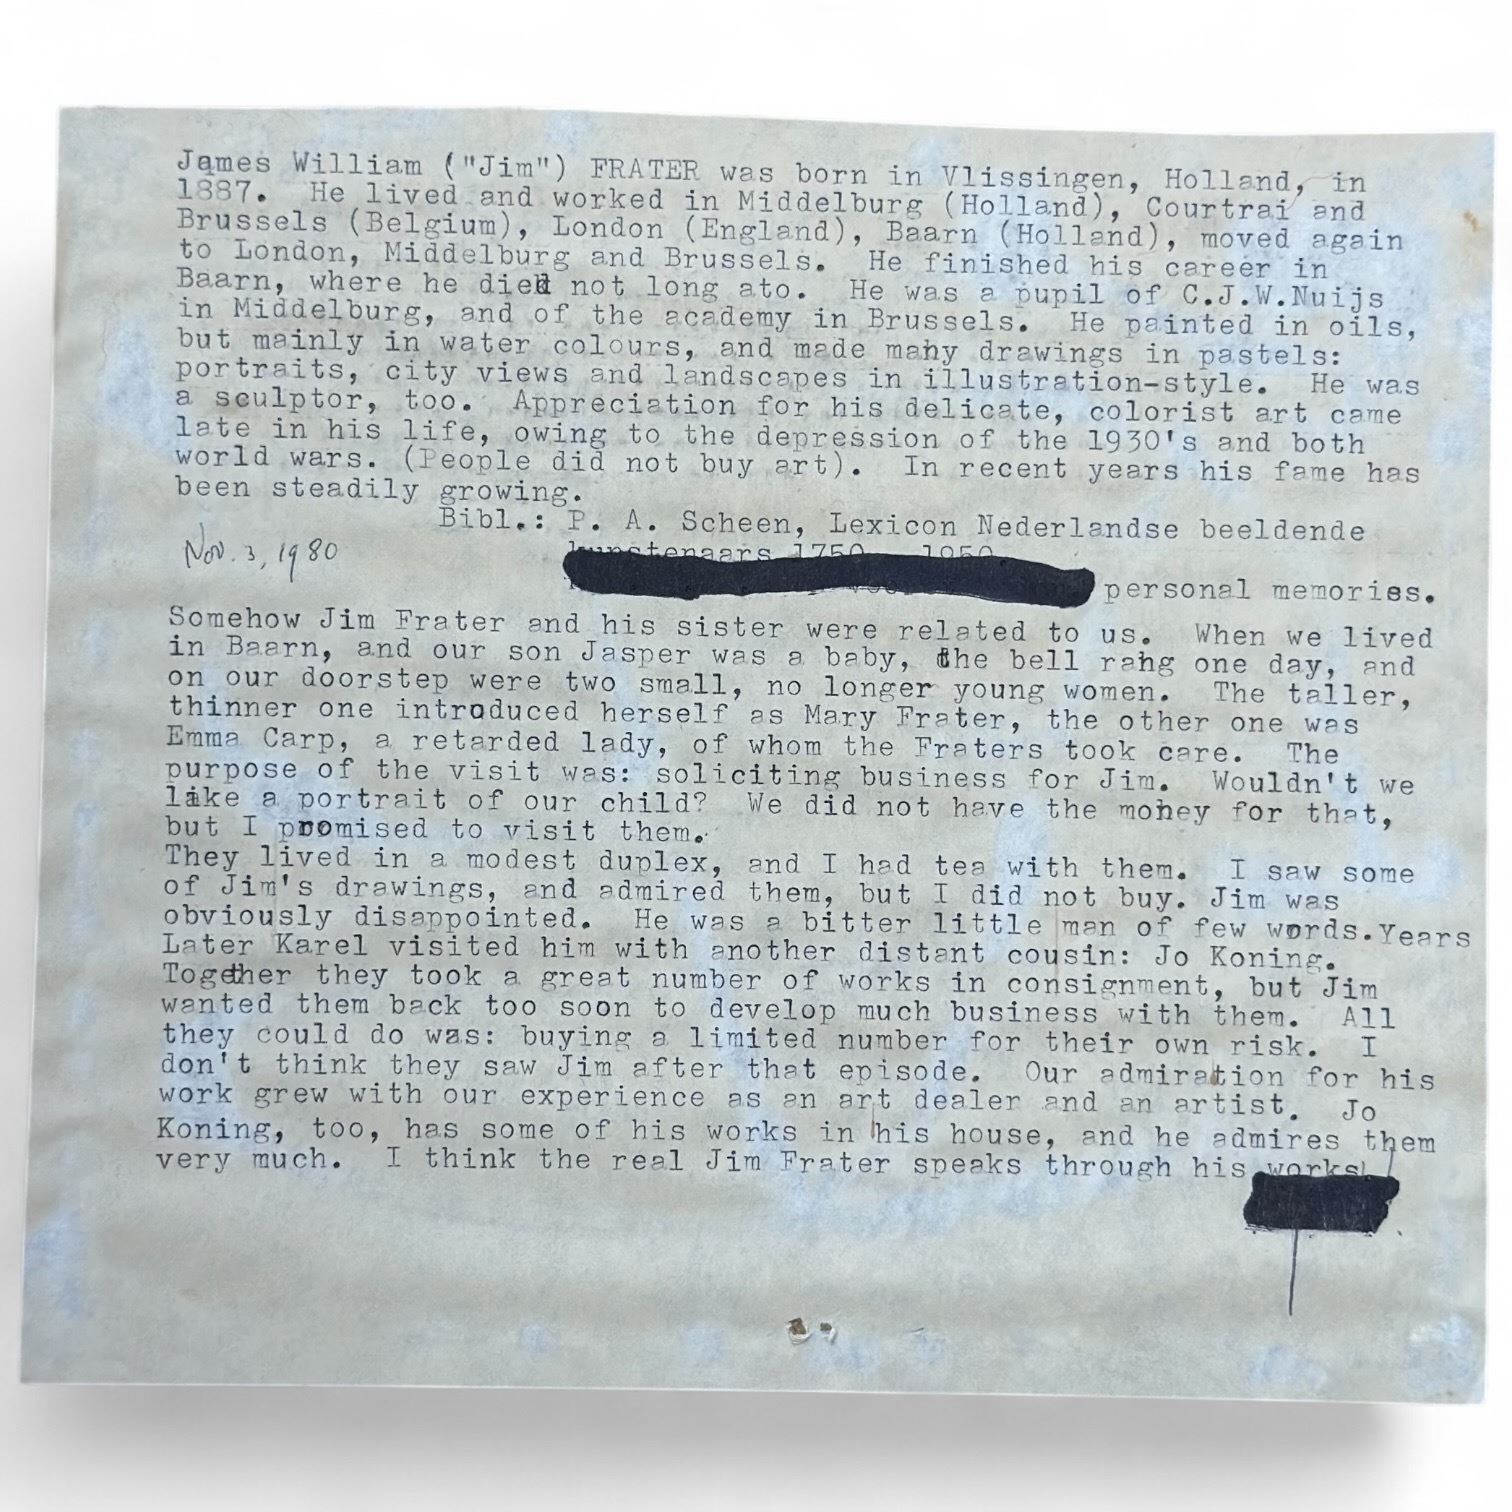 James William ("Jim") FRATER was born in Vlissingen, Holland, in
1887. He lived and worked in Middelburg (Holland), Courtrai and
Brussels (Belgium), London (England), Baarn (Holland), moved again
to London, Middelburg and Brussels. He finished his career in
Baarn, where he died not long ato. He was a pupil of C.J.W.Nuijs
in Middelburg, and of the academy in Brussels. He painted in oils,
but mainly in water colours, and made many drawings in pastels:
portraits, city views and landscapes in illustration-style. He was
a sculptor, too. Appreciation for his delicate, colorist art came
late in his life, owing to the depression of the 1930's and both
world wars. (People did not buy art). In recent years his fame has
been steadily growing.
Bibl.: P. A. Scheen, Lexicon Nederlandse beeldende
Nov. 3, 1980
kunstenaars 1750 1950
personal memories.
Somehow Jim Frater and his sister were related to us. When we lived
in Baarn, and our son Jasper was a baby, the bell rang one day, and
on our doorstep were two small, no longer young women. The taller,
thinner one introduced herself as Mary Frater, the other one was
Emma Carp, a retarded lady, of whom the Fraters took care. The
purpose of the visit was: soliciting business for Jim. Wouldn't we
like a portrait of our child? We did not have the money for that,
but I promised to visit them.
They lived in a modest duplex, and I had tea with them. I saw some
of Jim's drawings, and admired them, but I did not buy. Jim was
obviously disappointed. He was a bitter little man of few words.Years
Later Karel visited him with another distant cousin: Jo Koning.
Together they took a great number of works in consignment, but Jim
wanted them back too soon to develop much business with them. All
they could do was: buying a limited number for their own risk. I
don't think they saw Jim after that episode. Our admiration for his
work grew with our experience as an art dealer and an artist. Jo
Koning, too, has some of his works in his house, and he admires them
very much. I think the real Jim Frater speaks through his works!